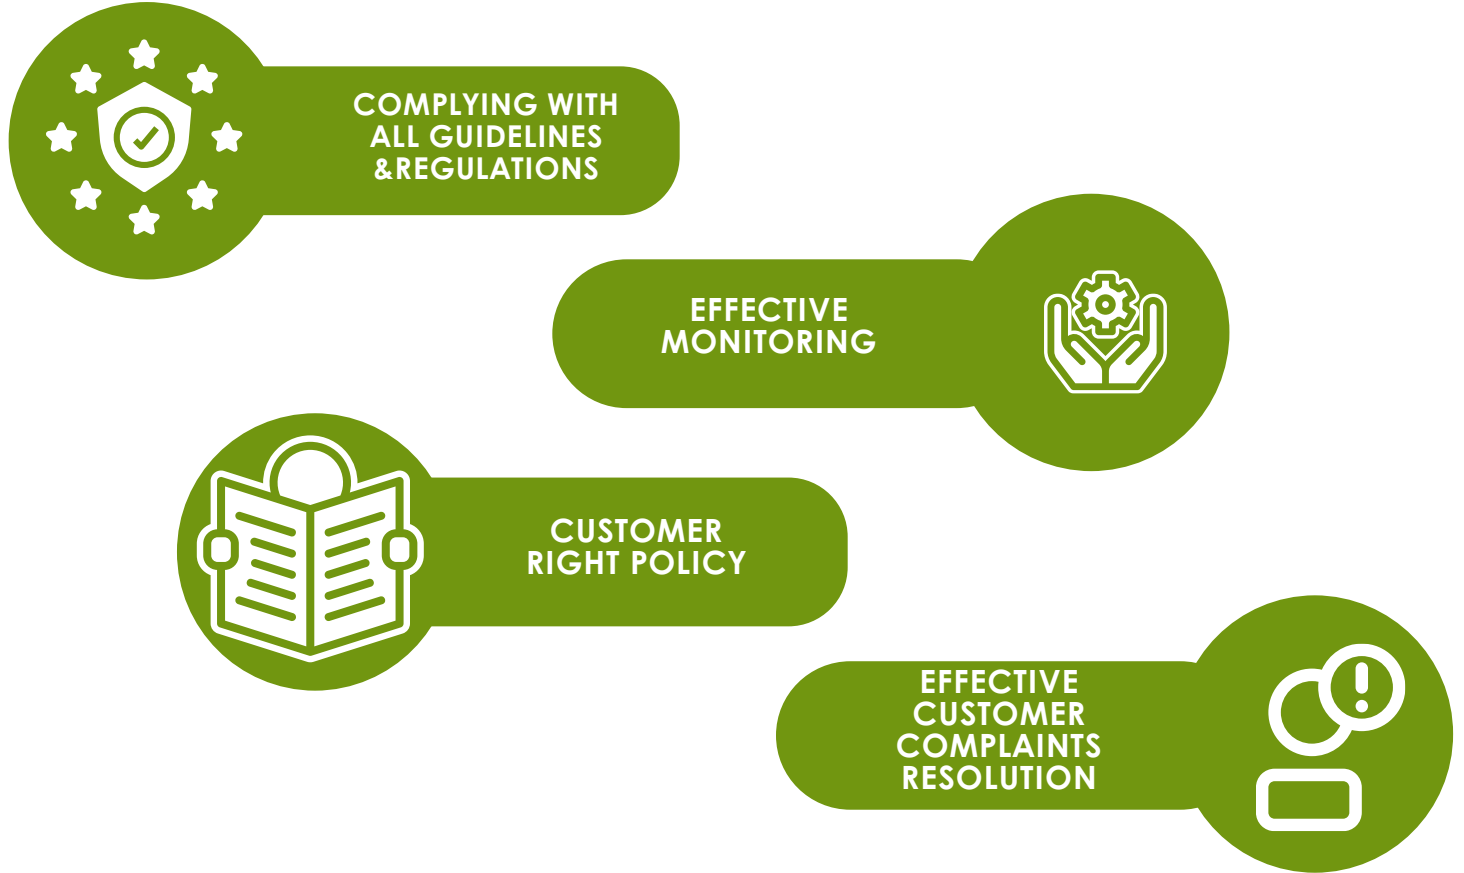 COMPLYING WITH
ALL GUIDELINES
&REGULATIONS
EFFECTIVE
MONITORING
CUSTOMER
RIGHT POLICY
EFFECTIVE
CUSTOMER
COMPLAINTS
RESOLUTION